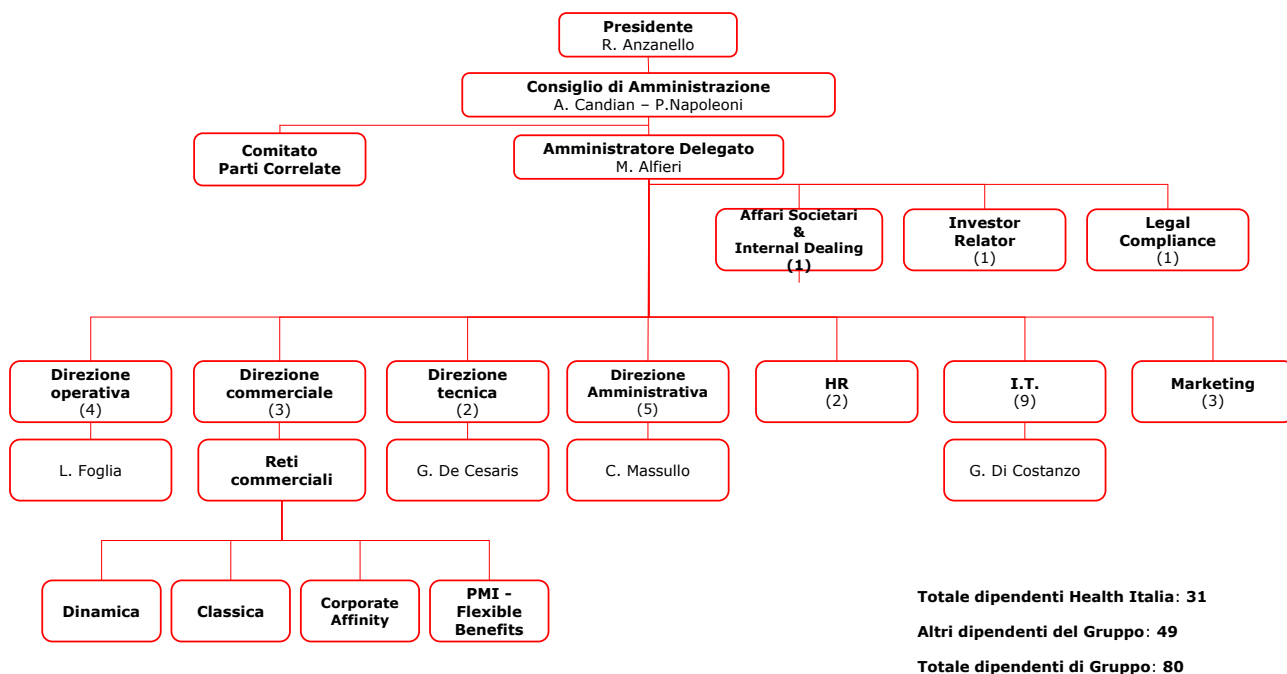 Presidente
R. Anzanello
Consiglio di Amministrazione
A. Candian – P.Napoleoni
Comitato
Parti Correlate
Amministratore Delegato
M. Alfieri
Affari Societari
&
Internal Dealing
(1)
Investor
Relator
(1)
Legal
Compliance
(1)
Direzione
operativa
(4)
Direzione
commerciale
(3)
Direzione
tecnica
(2)
Direzione
Amministrativa
(5)
HR
(2)
I.T.
(9)
Marketing
(3)
L. Foglia
Reti
commerciali
G. De Cesaris
C. Massullo
G. Di Costanzo
Dinamica
Classica
Corporate
Affinity
PMI -
Flexible
Benefits
Totale dipendenti Health Italia: 31
Altri dipendenti del Gruppo: 49
Totale dipendenti di Gruppo: 80